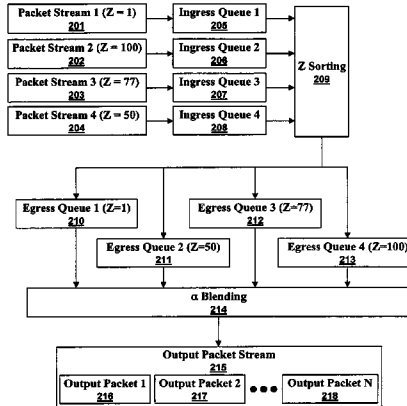 Packet Stream 1 (Z = 1)
201
Ingress Queue 1
205
Packet Stream 2 (Z = 100)
202
Ingress Queue 2
206
Packet Stream 3 (Z = 77)
203
Ingress Queue 3
207
Packet Stream 4 (Z = 50)
204
Ingress Queue 4
208
Z Sorting
209
Egress Queue 1 (Z=1)
210
Egress Queue 3 (Z=77)
212
Egress Queue 2 (Z=50)
211
Egress Queue 4 (Z=100)
213
α Blending
214
Output Packet Stream
215
Output Packet 1
216
Output Packet 2
217
Output Packet N
218